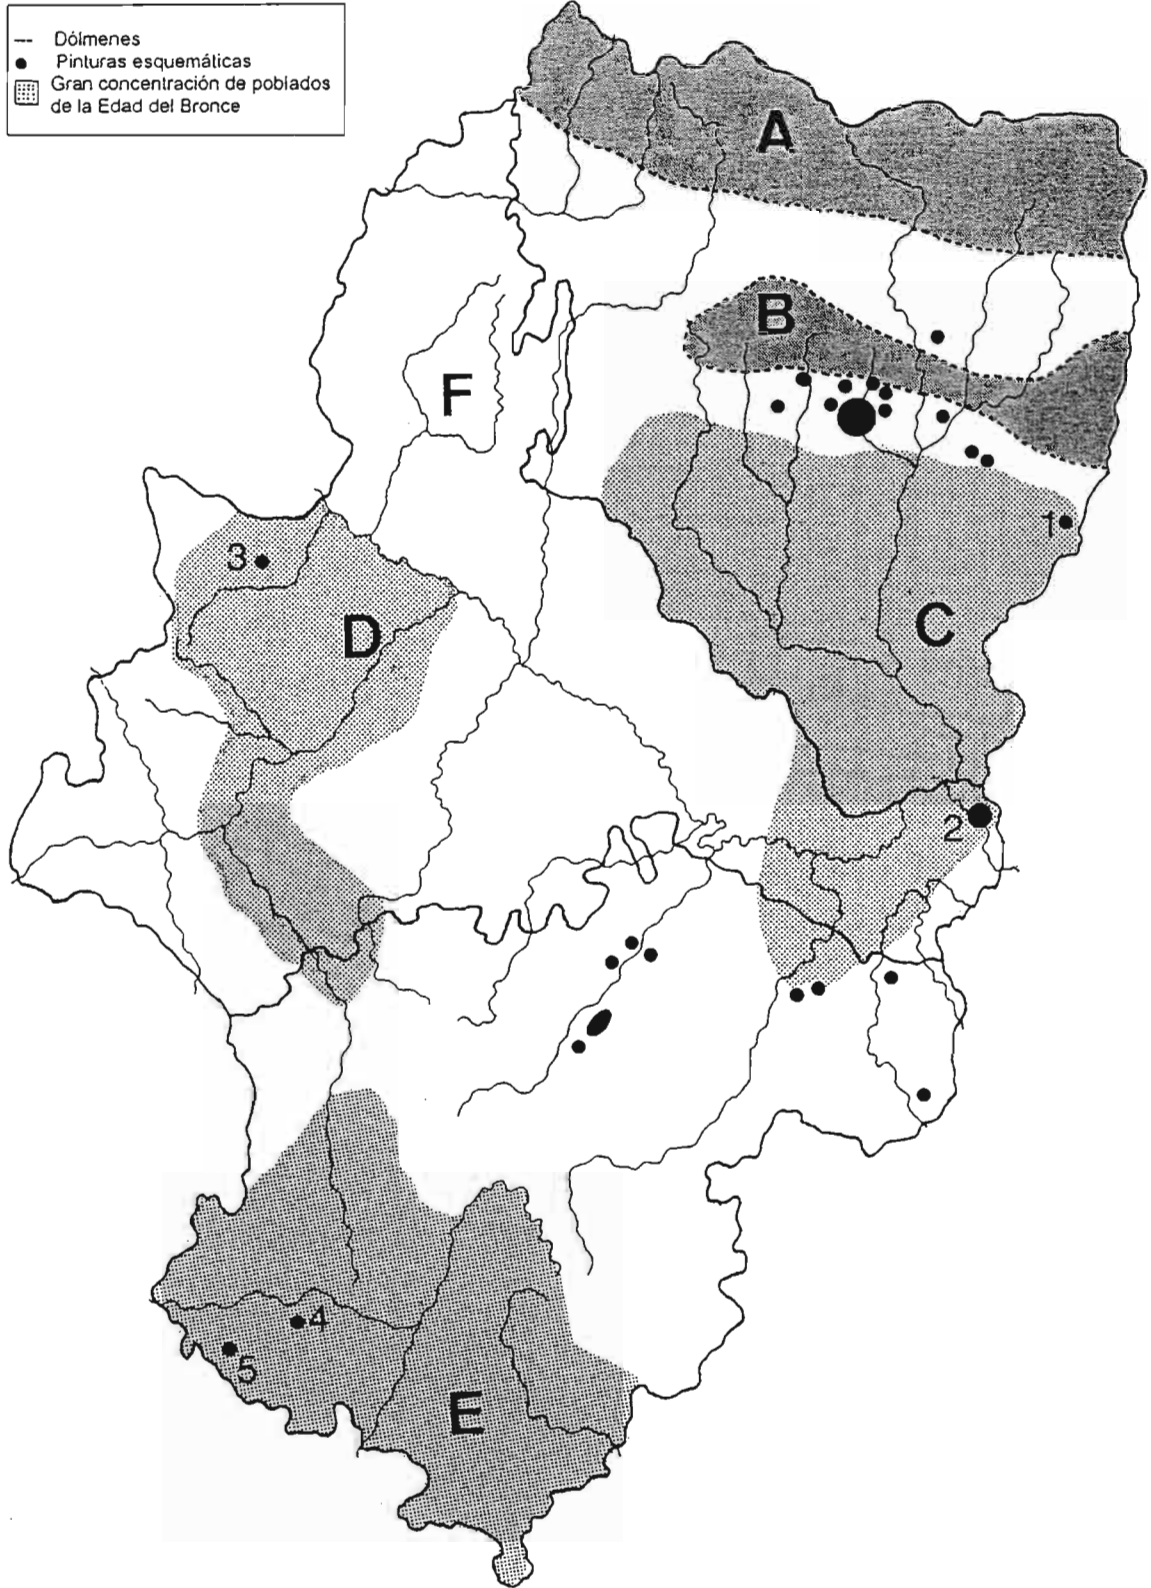 Dólmenes
Pinturas esquemáticas
Gran concentración de poblados
de la Edad del Bronce
A
B
F
1
3
C
D
2
4
5
E